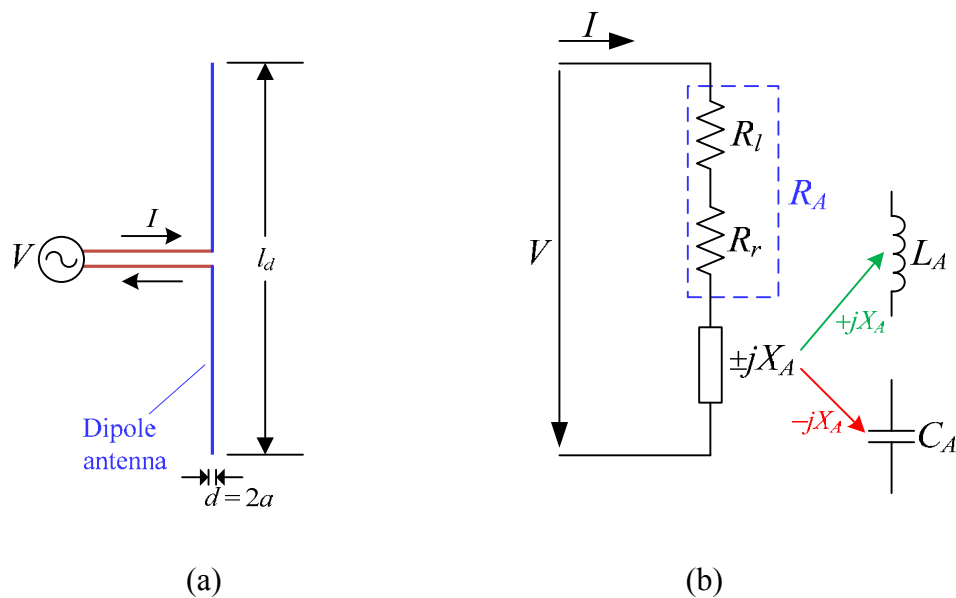 I
V
l_d
Dipole
antenna
d = 2a
(a)
I
V
R_l
R_r
R_A
±jX_A
+jX_A
L_A
–jX_A
C_A
(b)